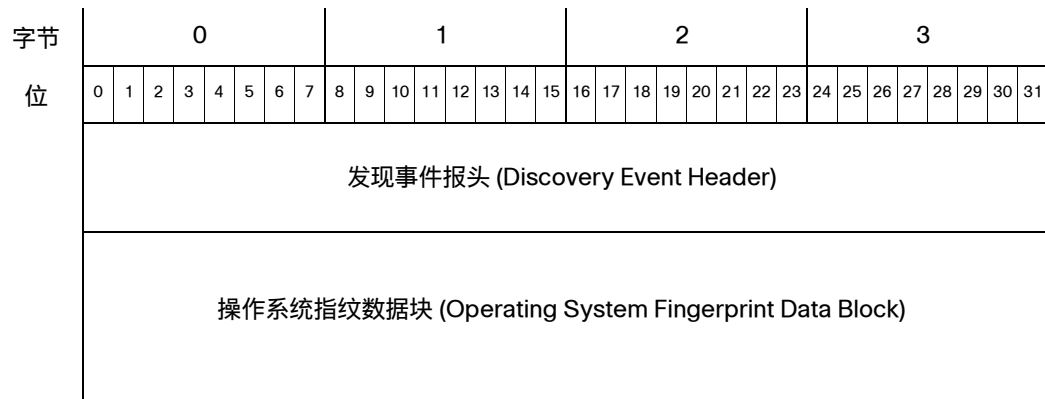 字节 0 1 2 3
位 0 1 2 3 4 5 6 7 8 9 10 11 12 13 14 15 16 17 18 19 20 21 22 23 24 25 26 27 28 29 30 31
发现事件报头 (Discovery Event Header)
操作系统指纹数据块 (Operating System Fingerprint Data Block)